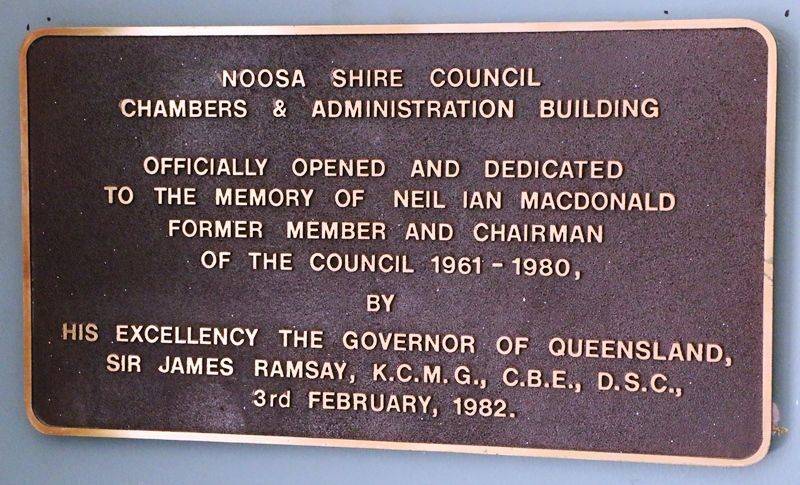 NOOSA SHIRE COUNCIL
CHAMBERS & ADMINISTRATION BUILDING
OFFICIALLY OPENED AND DEDICATED
TO THE MEMORY OF NEIL IAN MACDONALD
FORMER MEMBER AND CHAIRMAN
OF THE COUNCIL 1961 - 1980,
BY
HIS EXCELLENCY THE GOVERNOR OF QUEENSLAND,
SIR JAMES RAMSAY, K.C.M.G., C.B.E., D.S.C.,
3rd FEBRUARY, 1982.